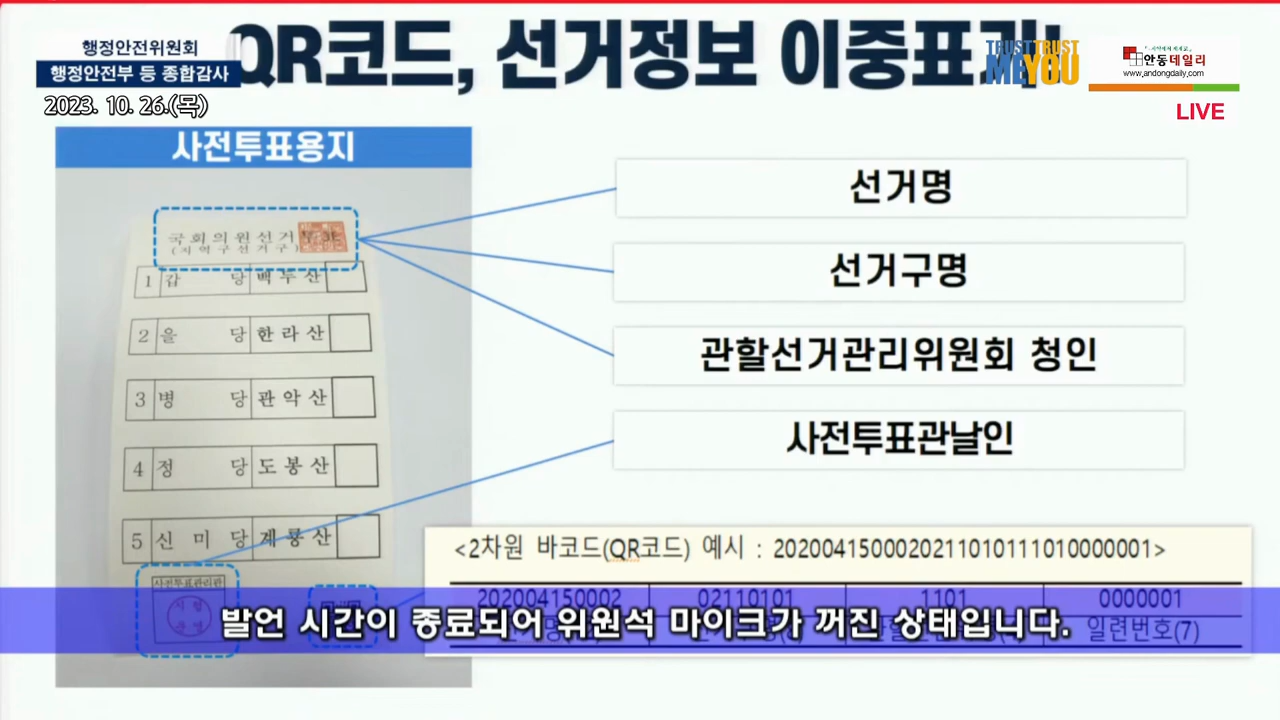 QR코드, 선거정보 이중표기!
행정안전위원회
행정안전부 등 종합감사
2023. 10. 26.(목)
TRUST TRUST
ME YOU
안동데일리
www.andongdaily.com
LIVE
사전투표용지
국회의원선거
(지역구선거구)
1 갑 당 백두산
2 을 당 한라산
3 병 당 관악산
4 정 당 도봉산
5 신 미 당 계룡산
사전투표관리관
선거명
선거구명
관할선거관리위원회 청인
사전투표관날인
<2차원 바코드(QR코드) 예시 : 2020041500020211010111010000001>
202004150002 02110101 1101 0000001
일련번호(7)
발언 시간이 종료되어 위원석 마이크가 꺼진 상태입니다.